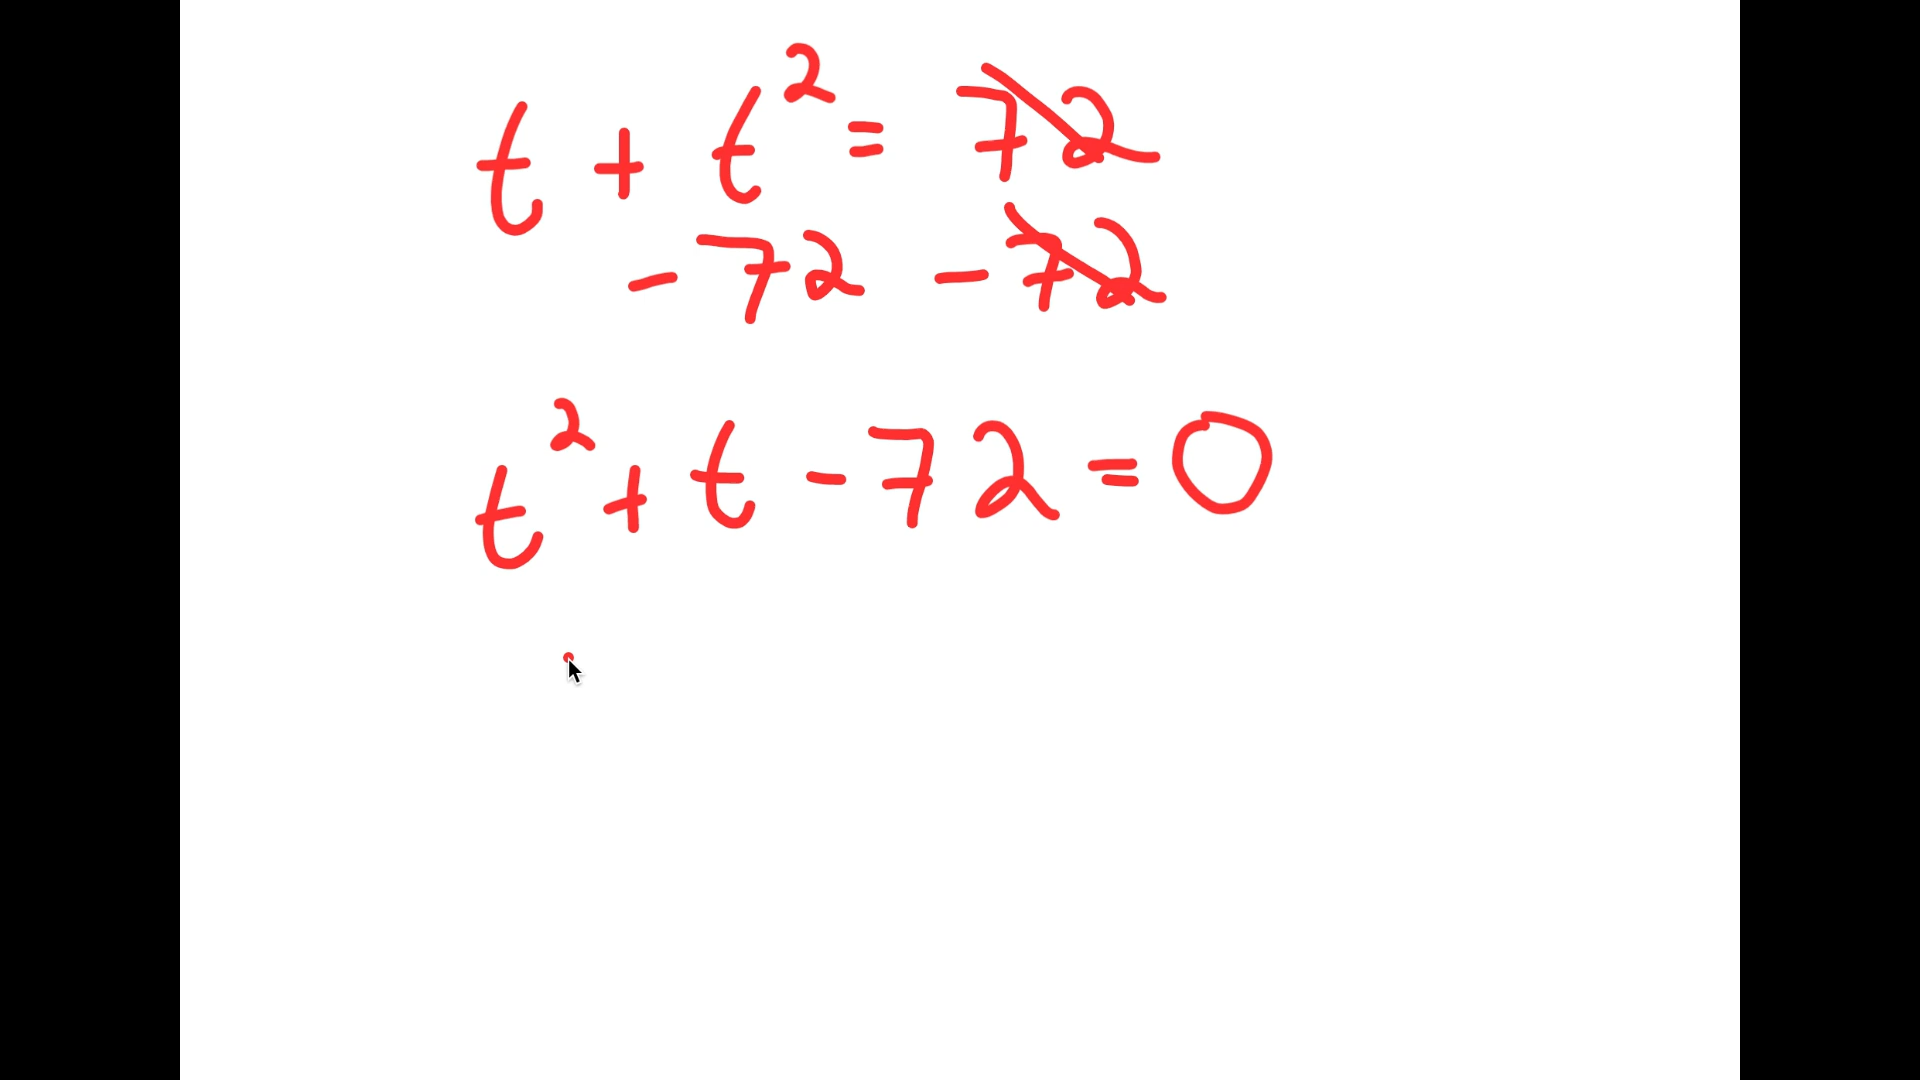 t + t² = 72
- 72 - 72
t² + t - 72 = 0